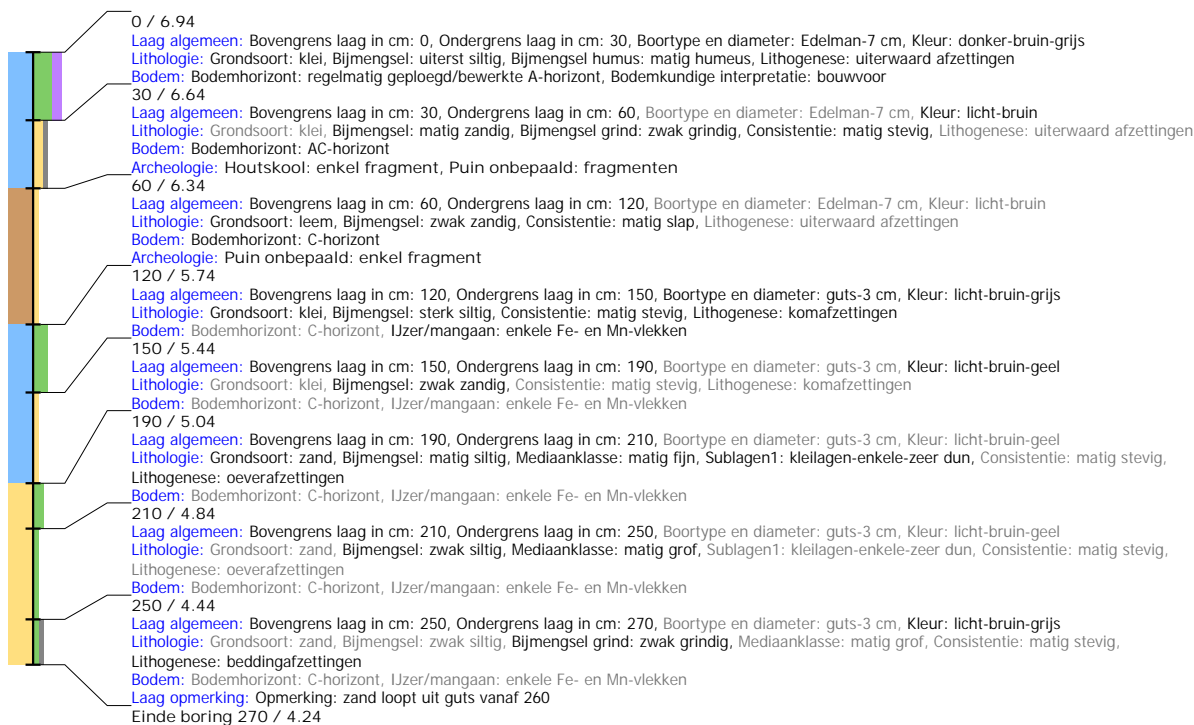 0 / 6.94
Laag algemeen: Bovengrens laag in cm: 0, Ondergrens laag in cm: 30, Boortype en diameter: Edelman-7 cm, Kleur: donker-bruin-grijs
Lithologie: Grondsoort: klei, Bijmengsel: uiterst siltig, Bijmengsel humus: matig humeus, Lithogenese: uiterwaard afzettingen
Bodem: Bodemhorizont: regelmatig geploegd/bewerkte A-horizont, Bodemkundige interpretatie: bouwvoor
30 / 6.64
Laag algemeen: Bovengrens laag in cm: 30, Ondergrens laag in cm: 60, Boortype en diameter: Edelman-7 cm, Kleur: licht-bruin
Lithologie: Grondsoort: klei, Bijmengsel: matig zandig, Bijmengsel grind: zwak grindig, Consistentie: matig stevig, Lithogenese: uiterwaard afzettingen
Bodem: Bodemhorizont: AC-horizont
Archeologie: Houtskool: enkel fragment, Puin onbepaald: fragmenten
60 / 6.34
Laag algemeen: Bovengrens laag in cm: 60, Ondergrens laag in cm: 120, Boortype en diameter: Edelman-7 cm, Kleur: licht-bruin
Lithologie: Grondsoort: leem, Bijmengsel: zwak zandig, Consistentie: matig slap, Lithogenese: uiterwaard afzettingen
Bodem: Bodemhorizont: C-horizont
Archeologie: Puin onbepaald: enkel fragment
120 / 5.74
Laag algemeen: Bovengrens laag in cm: 120, Ondergrens laag in cm: 150, Boortype en diameter: guts-3 cm, Kleur: licht-bruin-grijs
Lithologie: Grondsoort: klei, Bijmengsel: sterk siltig, Consistentie: matig stevig, Lithogenese: komafzettingen
Bodem: Bodemhorizont: C-horizont, IJzer/mangaan: enkele Fe- en Mn-vlekken
150 / 5.44
Laag algemeen: Bovengrens laag in cm: 150, Ondergrens laag in cm: 190, Boortype en diameter: guts-3 cm, Kleur: licht-bruin-geel
Lithologie: Grondsoort: klei, Bijmengsel: zwak zandig, Consistentie: matig stevig, Lithogenese: komafzettingen
Bodem: Bodemhorizont: C-horizont, IJzer/mangaan: enkele Fe- en Mn-vlekken
190 / 5.04
Laag algemeen: Bovengrens laag in cm: 190, Ondergrens laag in cm: 210, Boortype en diameter: guts-3 cm, Kleur: licht-bruin-geel
Lithologie: Grondsoort: zand, Bijmengsel: matig siltig, Mediaanklasse: matig fijn, Sublagen1: kleilagen-enkele-zeer dun, Consistentie: matig stevig,
Lithogenese: oeverafzettingen
Bodem: Bodemhorizont: C-horizont, IJzer/mangaan: enkele Fe- en Mn-vlekken
210 / 4.84
Laag algemeen: Bovengrens laag in cm: 210, Ondergrens laag in cm: 250, Boortype en diameter: guts-3 cm, Kleur: licht-bruin-geel
Lithologie: Grondsoort: zand, Bijmengsel: zwak siltig, Mediaanklasse: matig grof, Sublagen1: kleilagen-enkele-zeer dun, Consistentie: matig stevig,
Lithogenese: oeverafzettingen
Bodem: Bodemhorizont: C-horizont, IJzer/mangaan: enkele Fe- en Mn-vlekken
250 / 4.44
Laag algemeen: Bovengrens laag in cm: 250, Ondergrens laag in cm: 270, Boortype en diameter: guts-3 cm, Kleur: licht-bruin-grijs
Lithologie: Grondsoort: zand, Bijmengsel: zwak siltig, Bijmengsel grind: zwak grindig, Mediaanklasse: matig grof, Consistentie: matig stevig,
Lithogenese: beddingafzettingen
Bodem: Bodemhorizont: C-horizont, IJzer/mangaan: enkele Fe- en Mn-vlekken
Laag opmerking: Opmerking: zand loopt uit guts vanaf 260
Einde boring 270 / 4.24